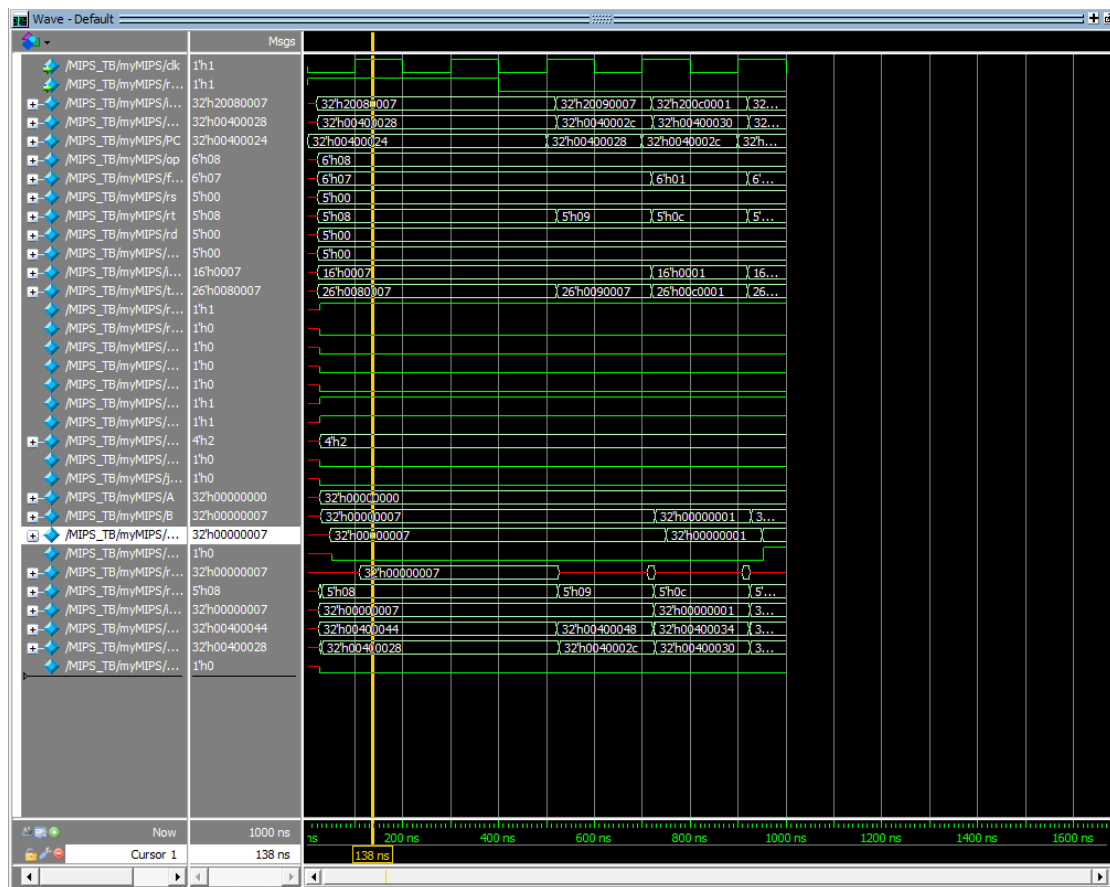 Wave - Default
Msgs
/MIPS_TB/myMIPS/clk 1'h1
/MIPS_TB/myMIPS/r... 1'h1
/MIPS_TB/myMIPS/i... 32'h20080007 32'h20080007 32'h20090007 32'h200c0001 32...
/MIPS_TB/myMIPS/... 32'h00400028 32'h00400028 32'h0040002c 32'h00400030 32...
/MIPS_TB/myMIPS/PC 32'h00400024 32'h00400024 32'h00400028 32'h0040002c 32'h...
/MIPS_TB/myMIPS/op 6'h08 6'h08
/MIPS_TB/myMIPS/f... 6'h07 6'h07 6'h01 6'...
/MIPS_TB/myMIPS/rs 5'h00 5'h00
/MIPS_TB/myMIPS/rt 5'h08 5'h08 5'h09 5'h0c 5'...
/MIPS_TB/myMIPS/rd 5'h00 5'h00
/MIPS_TB/myMIPS/... 5'h00 5'h00
/MIPS_TB/myMIPS/i... 16'h0007 16'h0007 16'h0001 16...
/MIPS_TB/myMIPS/t... 26'h0080007 26'h0080007 26'h0090007 26'h00c0001 26...
/MIPS_TB/myMIPS/r... 1'h1
/MIPS_TB/myMIPS/r... 1'h0
/MIPS_TB/myMIPS/... 1'h0
/MIPS_TB/myMIPS/... 1'h0
/MIPS_TB/myMIPS/... 1'h0
/MIPS_TB/myMIPS/... 1'h1
/MIPS_TB/myMIPS/... 1'h1
/MIPS_TB/myMIPS/... 4'h2 4'h2
/MIPS_TB/myMIPS/... 1'h0
/MIPS_TB/myMIPS/j... 1'h0
/MIPS_TB/myMIPS/A 32'h00000000 32'h00000000
/MIPS_TB/myMIPS/B 32'h00000007 32'h00000007 32'h00000001 3...
/MIPS_TB/myMIPS/... 32'h00000007 32'h00000007 32'h00000001
/MIPS_TB/myMIPS/... 1'h0
/MIPS_TB/myMIPS/r... 32'h00000007 32'h00000007
/MIPS_TB/myMIPS/r... 5'h08 5'h08 5'h09 5'h0c 5'...
/MIPS_TB/myMIPS/i... 32'h00000007 32'h00000007 32'h00000001 3...
/MIPS_TB/myMIPS/... 32'h00400044 32'h00400044 32'h00400048 32'h00400034 3...
/MIPS_TB/myMIPS/... 32'h00400028 32'h00400028 32'h0040002c 32'h00400030 3...
/MIPS_TB/myMIPS/... 1'h0
Now 1000 ns ns 200 ns 400 ns 600 ns 800 ns 1000 ns 1200 ns 1400 ns 1600 ns
Cursor 1 138 ns 138 ns